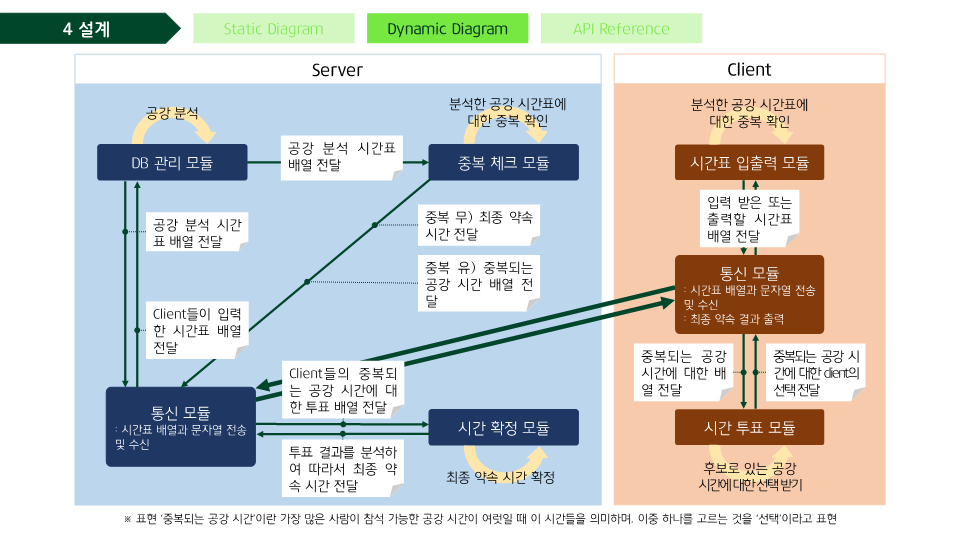 4 설계
Static Diagram
Dynamic Diagram
API Reference
Server
Client
공강 분석
분석한 공강 시간표에
대한 중복 확인
분석한 공강 시간표에
대한 중복 확인
DB 관리 모듈
공강 분석 시간표
배열 전달
중복 체크 모듈
시간표 입출력 모듈
입력 받은 또는
출력할 시간표
배열 전달
공강 분석 시간
표 배열 전달
중복 무) 최종 약속
시간 전달
중복 유) 중복되는
공강 시간 배열 전
달
통신 모듈
: 시간표 배열과 문자열 전송
및 수신
: 최종 약속 결과 출력
Client들이 입력
한 시간표 배열
전달
중복되는 공강
시간에 대한 배
열 전달
중복되는 공강 시
간에 대한 client의
선택 전달
Client들의 중복되
는 공강 시간에 대
한 투표 배열 전달
통신 모듈
: 시간표 배열과 문자열 전송
및 수신
시간 확정 모듈
시간 투표 모듈
투표 결과를 분석하
여 따라서 최종 약
속 시간 전달
최종 약속 시간 확정
후보로 있는 공강
시간에 대한 선택 받기
※ 표현 '중복되는 공강 시간'이란 가장 많은 사람이 참석 가능한 공강 시간이 여럿일 때 이 시간들을 의미하며, 이중 하나를 고르는 것을 '선택'이라고 표현